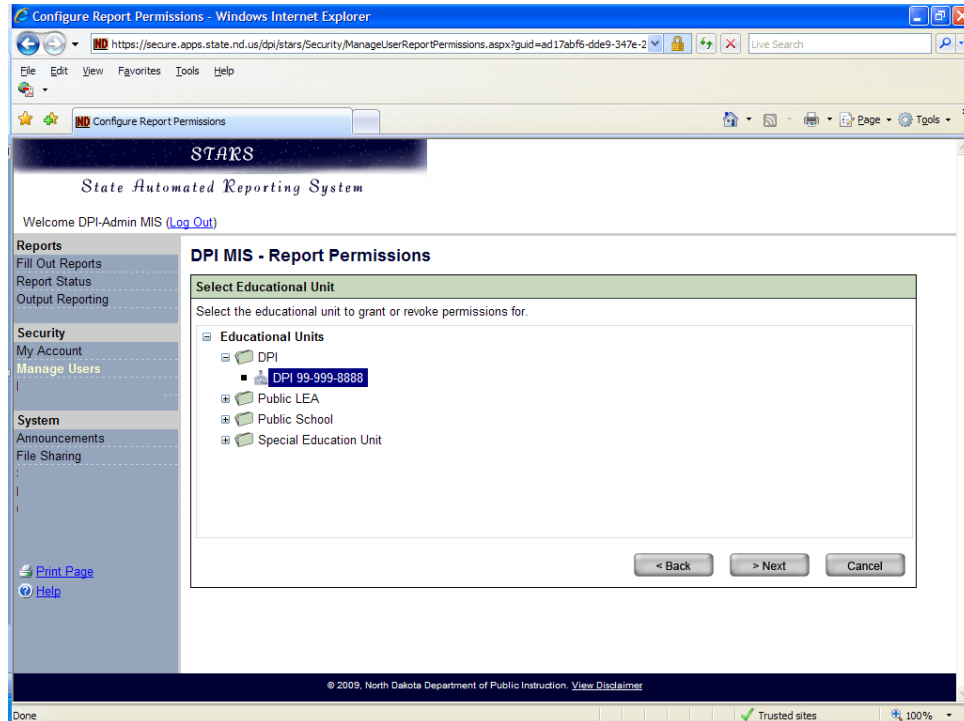 Configure Report Permissions - Windows Internet Explorer
https://secure.apps.state.nd.us/dpi/stars/Security/ManageUserReportPermissions.aspx?guid=ad17abf6-dde9-347e-2
Live Search
File Edit View Favorites Tools Help
ND Configure Report Permissions
Page Tools
STARS
State Automated Reporting System
Welcome DPI-Admin MIS (Log Out)
Reports
Fill Out Reports
Report Status
Output Reporting
Security
My Account
Manage Users
System
Announcements
File Sharing
Print Page
Help
DPI MIS - Report Permissions
Select Educational Unit
Select the educational unit to grant or revoke permissions for.
Educational Units
DPI
DPI 99-999-8888
Public LEA
Public School
Special Education Unit
< Back > Next Cancel
© 2009, North Dakota Department of Public Instruction. View Disclaimer
Done Trusted sites 100%